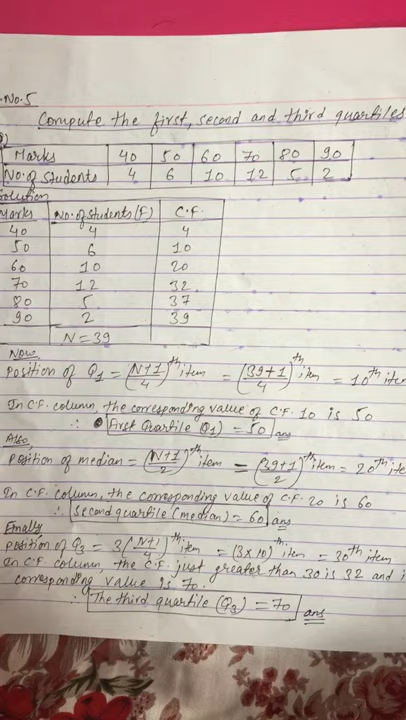 .No.5
Compute the first, second and third quartiles
Marks 40 50 60 70 80 90
No. of Students 4 6 10 12 5 2
Solution
Marks No. of students (F) C.F.
40 4 4
50 6 10
60 10 20
70 12 32
80 5 37
90 2 39
N = 39
Now,
Position of Q1 = (N+1/4)th item = (39+1/4)th item = 10th item
In C.F. column, the corresponding value of C.F. 10 is 50
∴ First Quartile (Q1) = 50 ans
Also,
Position of median = (N+1/2)th item = (39+1/2)th item = 20th ite
In C.F. column, the corresponding value of C.F. 20 is 60
∴ Second quartile (median) = 60 ans
Finally
Position of Q3 = 3(N+1/4)th item = (3×10)th item = 30th item
In C.F. column, the C.F. just greater than 30 is 32 and i
corresponding value is 70.
∴ The third quartile (Q3) = 70 ans